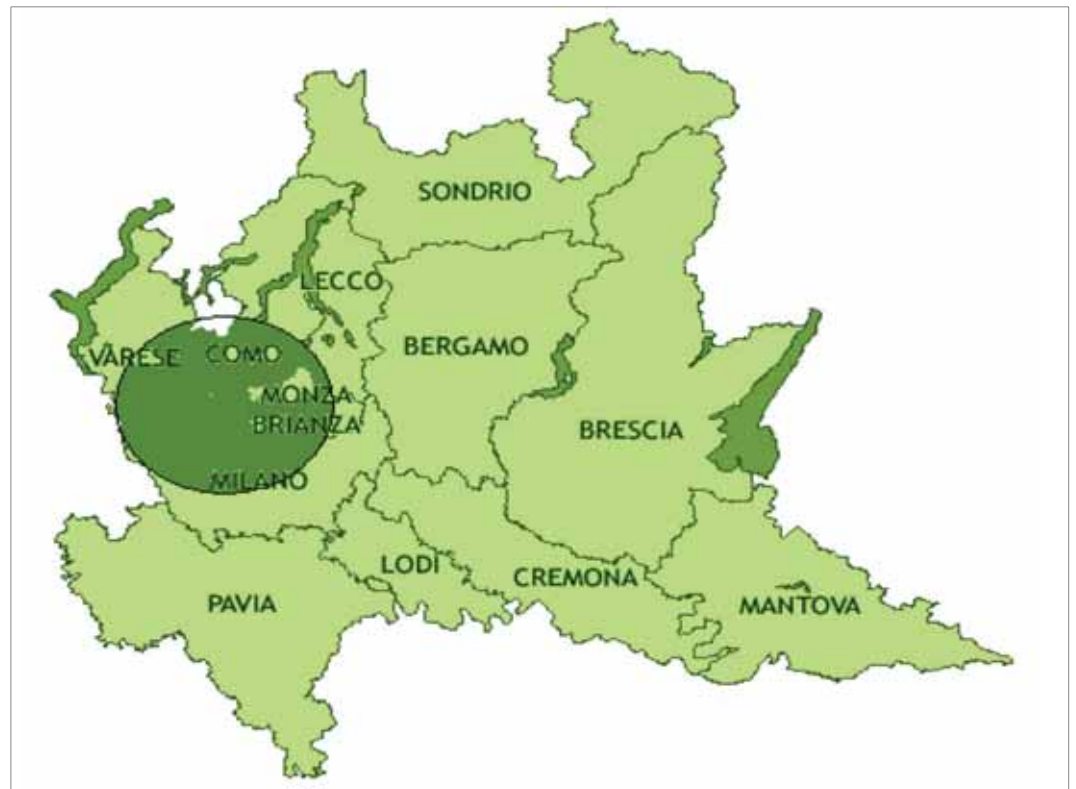 SONDRIO
LECCO
VARESE
COMO
BERGAMO
MONZA
BRIANZA
BRESCIA
MILANO
LODI
CREMONA
PAVIA
MANTOVA